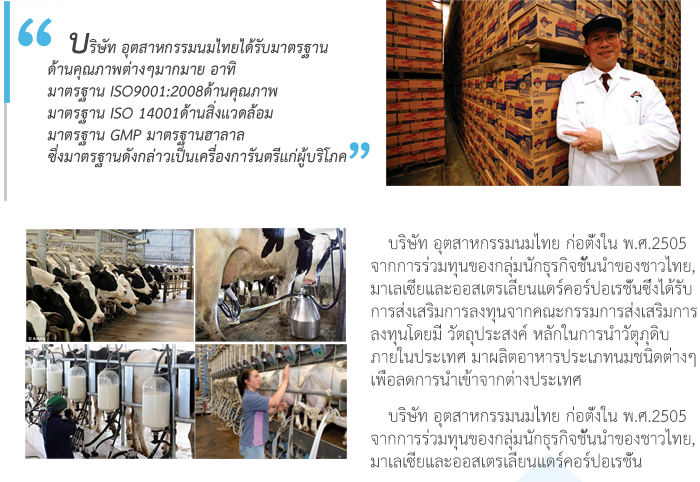 “ บริษัท อุตสาหกรรมนมไทยได้รับมาตรฐาน
ด้านคุณภาพต่างๆมากมาย อาทิ
มาตรฐาน ISO9001:2008ด้านคุณภาพ
มาตรฐาน ISO 14001ด้านสิ่งแวดล้อม
มาตรฐาน GMP มาตรฐานฮาลาล
ซึ่งมาตรฐานดังกล่าวเป็นเครื่องการันตรีแก่ผู้บริโภค ”
บริษัท อุตสาหกรรมนมไทย ก่อตั้งใน พ.ศ.2505
จากการร่วมทุนของกลุ่มนักธุรกิจชั้นนำของชาวไทย,
มาเลเซียและออสเตรเลียนแดร์คอร์ปอเรชั่นซึ่งได้รับ
การส่งเสริมการลงทุนจากคณะกรรมการส่งเสริมการ
ลงทุนโดยมี วัตถุประสงค์ หลักในการนำวัตุภุดิบ
ภายในประเทศ มาผลิตอาหารประเภทนมชนิดต่างๆ
เพื่อลดการนำเข้าจากต่างประเทศ
บริษัท อุตสาหกรรมนมไทย ก่อตั้งใน พ.ศ.2505
จากการร่วมทุนของกลุ่มนักธุรกิจชั้นนำของชาวไทย,
มาเลเซียและออสเตรเลียนแดร์คอร์ปอเรชั่น